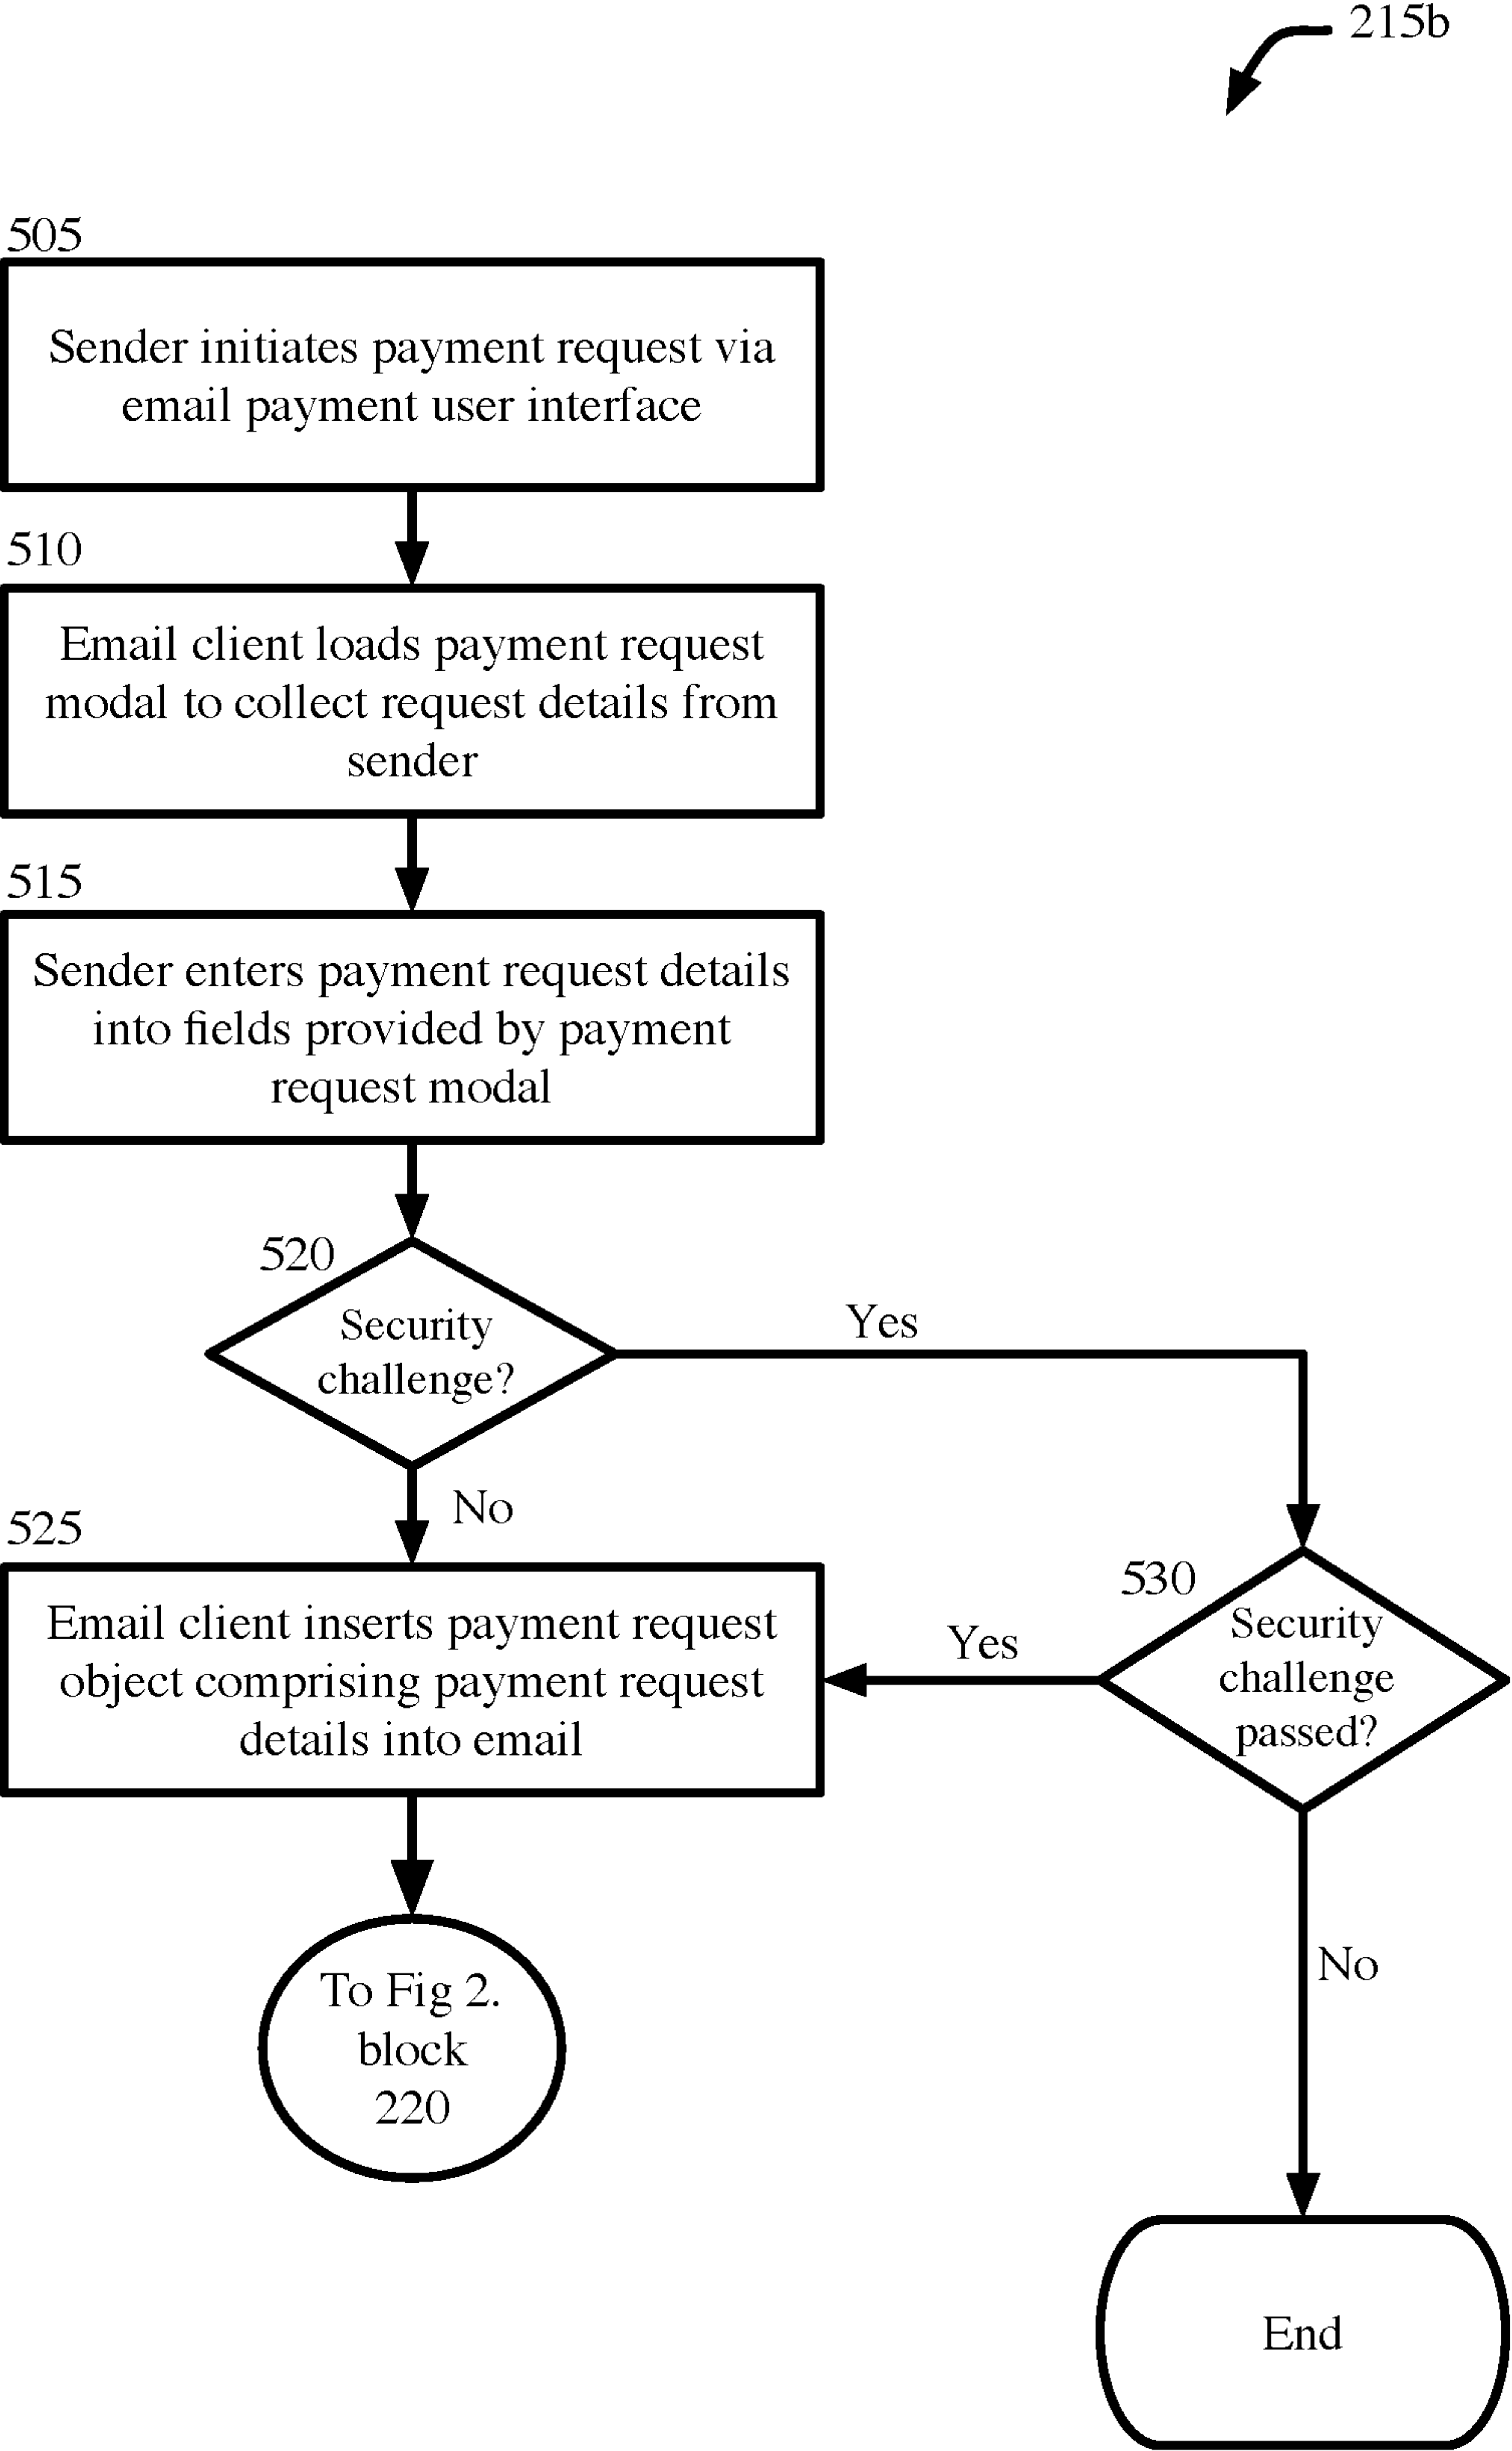 215b
505
Sender initiates payment request via
email payment user interface
510
Email client loads payment request
modal to collect request details from
sender
515
Sender enters payment request details
into fields provided by payment
request modal
520
Security
challenge?
Yes
No
525
Email client inserts payment request
object comprising payment request
details into email
Yes
530
Security
challenge
passed?
No
To Fig 2.
block
220
End